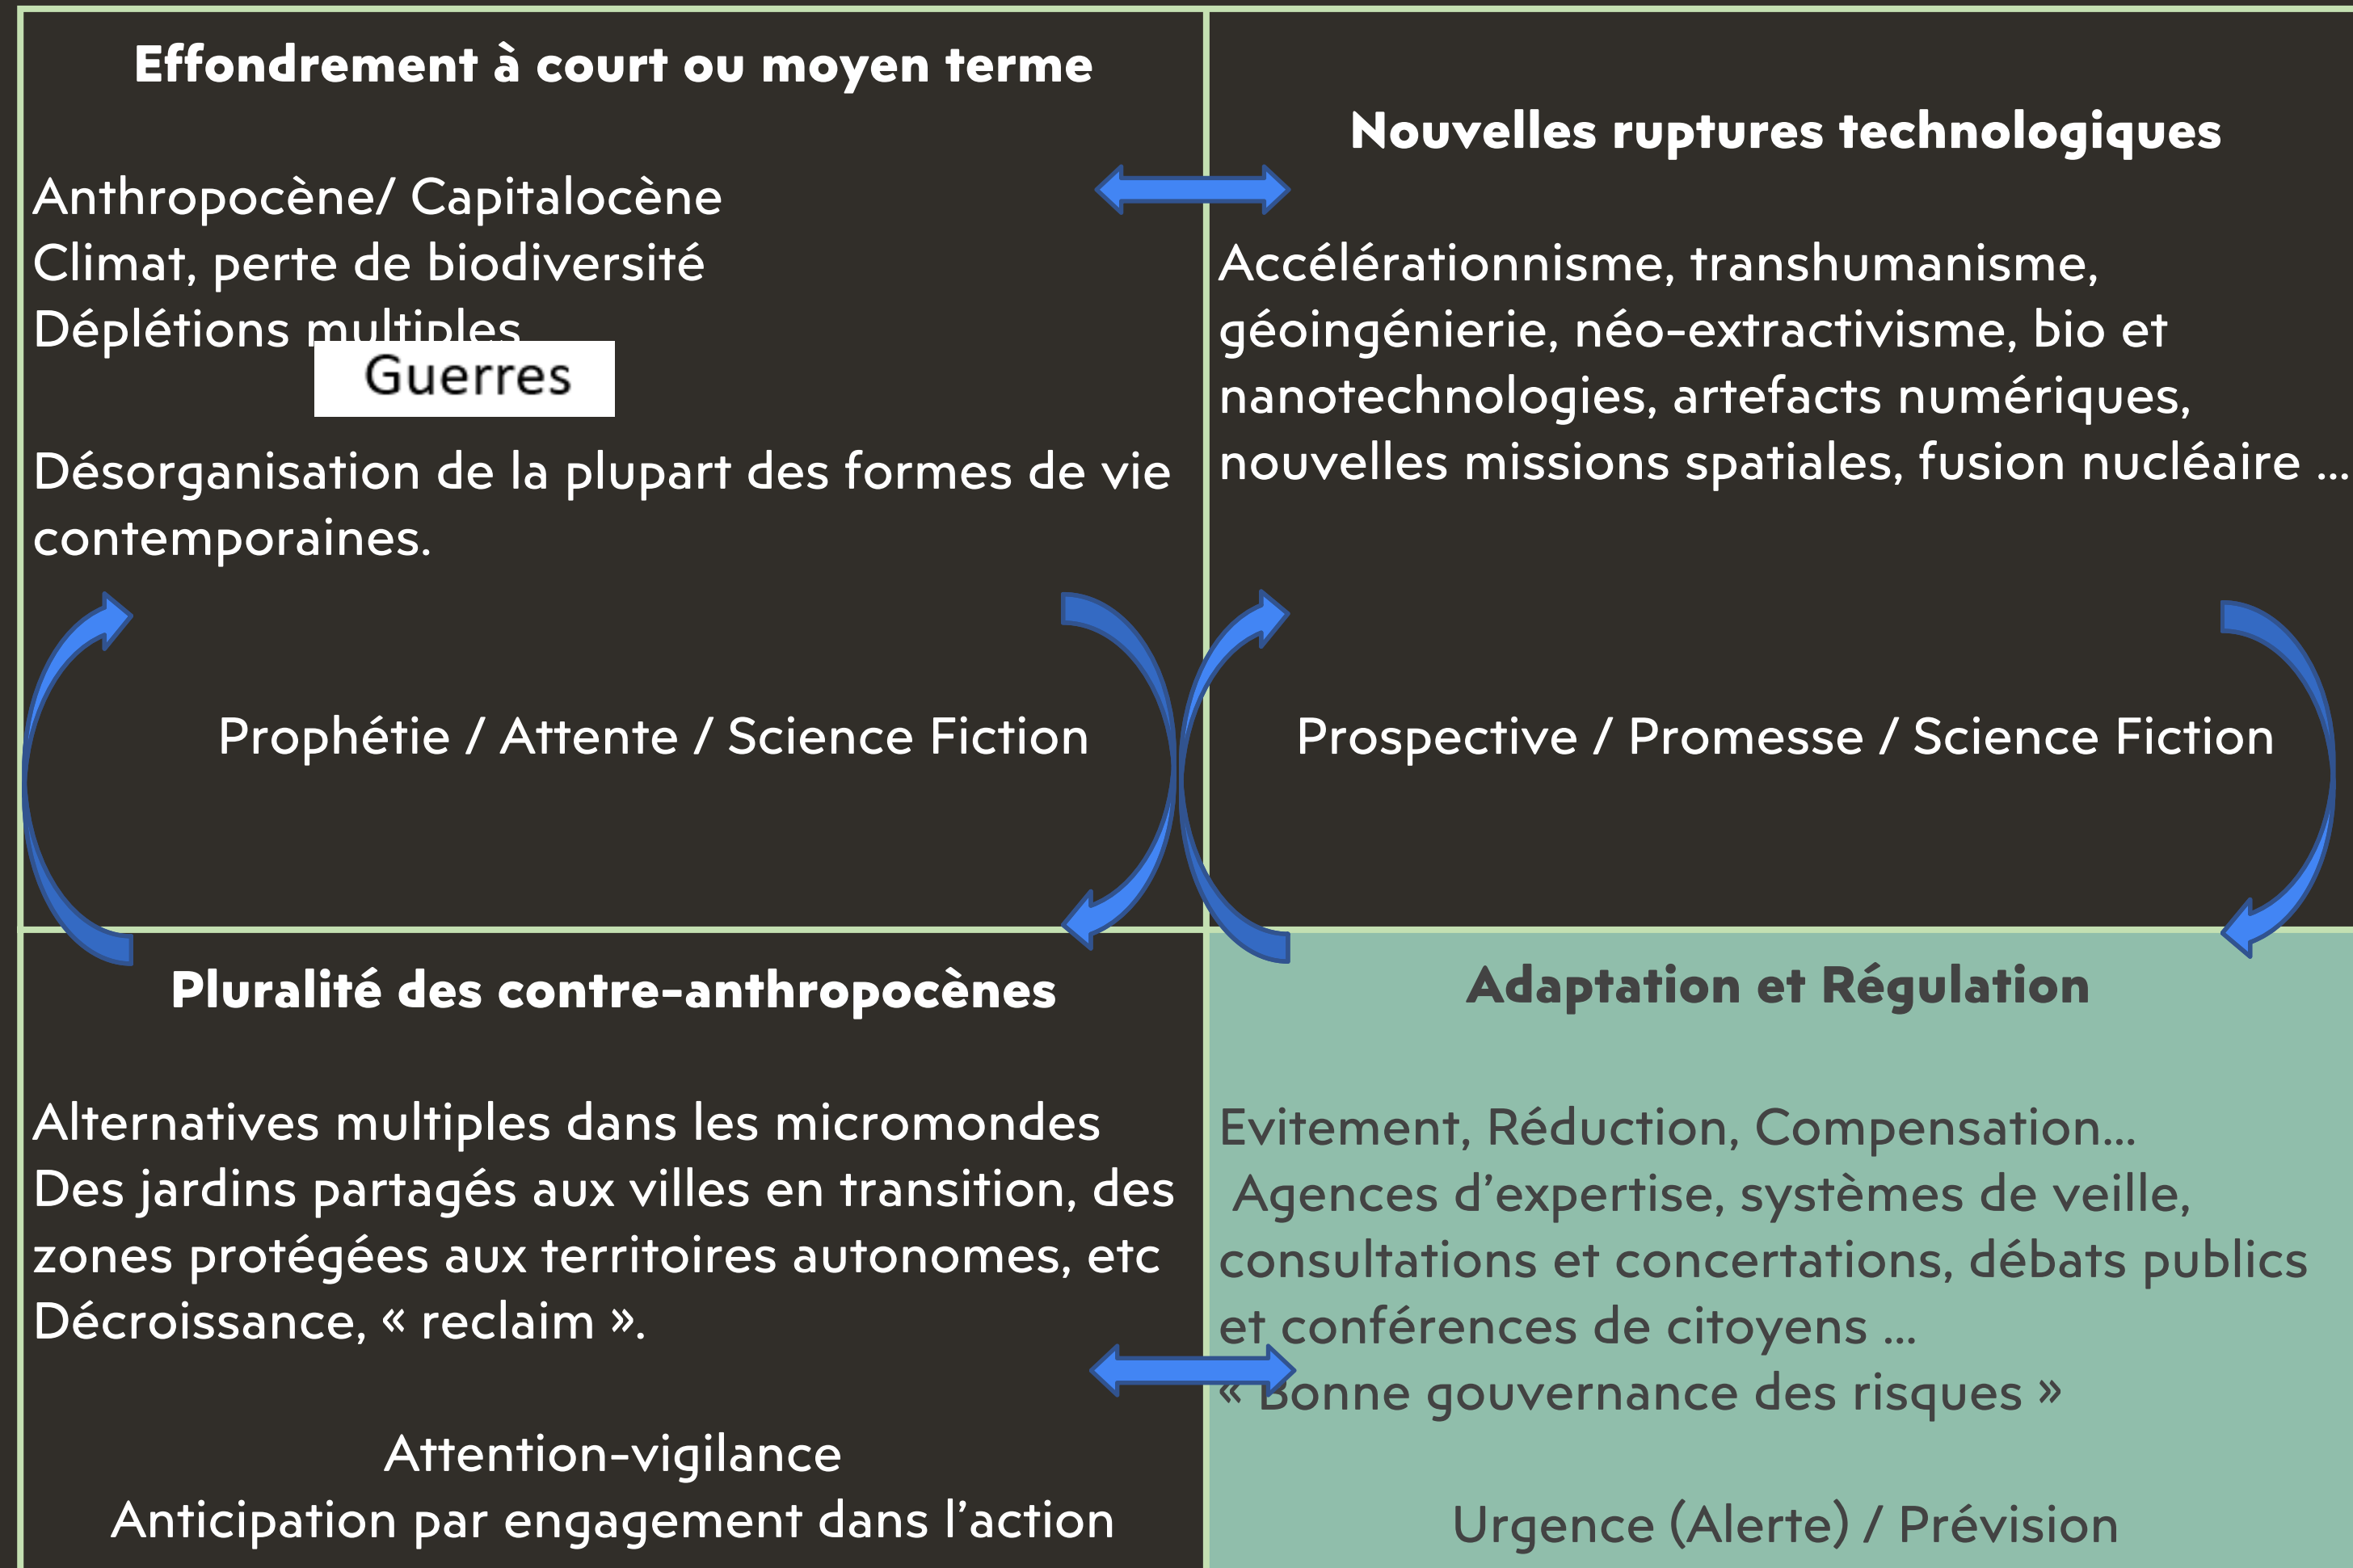 Effondrement à court ou moyen terme
Anthropocène/ Capitalocène
Climat, perte de biodiversité
Déplétions multiples
Guerres
Désorganisation de la plupart des formes de vie
contemporaines.
Prophétie / Attente / Science Fiction
Nouvelles ruptures technologiques
Accélérationnisme, transhumanisme,
géoingénierie, néo-extractivisme, bio et
nanotechnologies, artefacts numériques,
nouvelles missions spatiales, fusion nucléaire ...
Prospective / Promesse / Science Fiction
Pluralité des contre-anthropocènes
Alternatives multiples dans les micromondes
Des jardins partagés aux villes en transition, des
zones protégées aux territoires autonomes, etc
Décroissance, « reclaim ».
Attention-vigilance
Anticipation par engagement dans l’action
Adaptation et Régulation
Evitement, Réduction, Compensation...
Agences d’expertise, systèmes de veille,
consultations et concertations, débats publics
et conférences de citoyens ...
« Bonne gouvernance des risques »
Urgence (Alerte) / Prévision